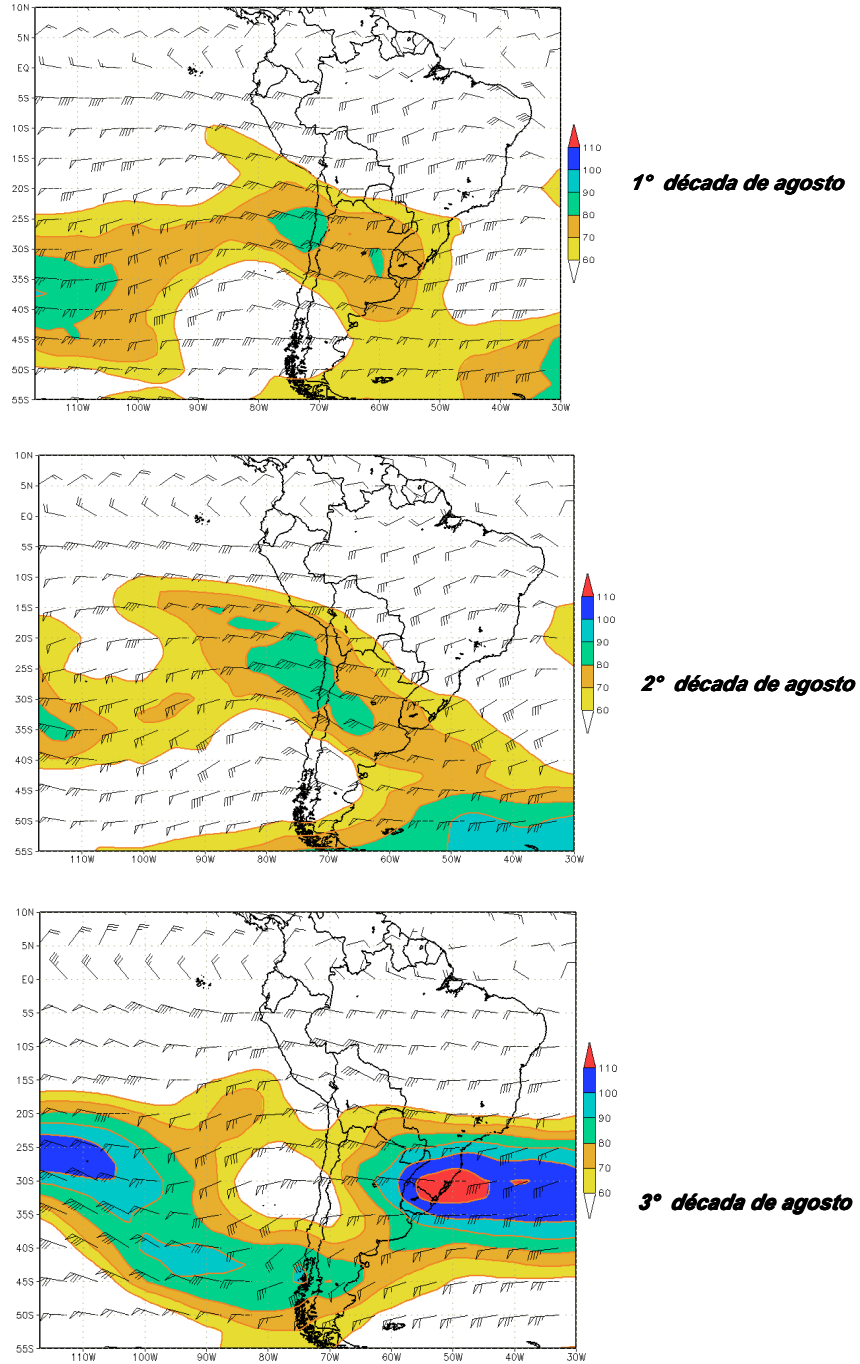 10N
5N
EQ
5S
10S
15S
20S
25S
30S
35S
40S
45S
50S
55S
110W 100W 90W 80W 70W 60W 50W 40W 30W
110
100
90
80
70
60
1° década de agosto
10N
5N
EQ
5S
10S
15S
20S
25S
30S
35S
40S
45S
50S
55S
110W 100W 90W 80W 70W 60W 50W 40W 30W
110
100
90
80
70
60
2° década de agosto
10N
5N
EQ
5S
10S
15S
20S
25S
30S
35S
40S
45S
50S
55S
110W 100W 90W 80W 70W 60W 50W 40W 30W
110
100
90
80
70
60
3° década de agosto